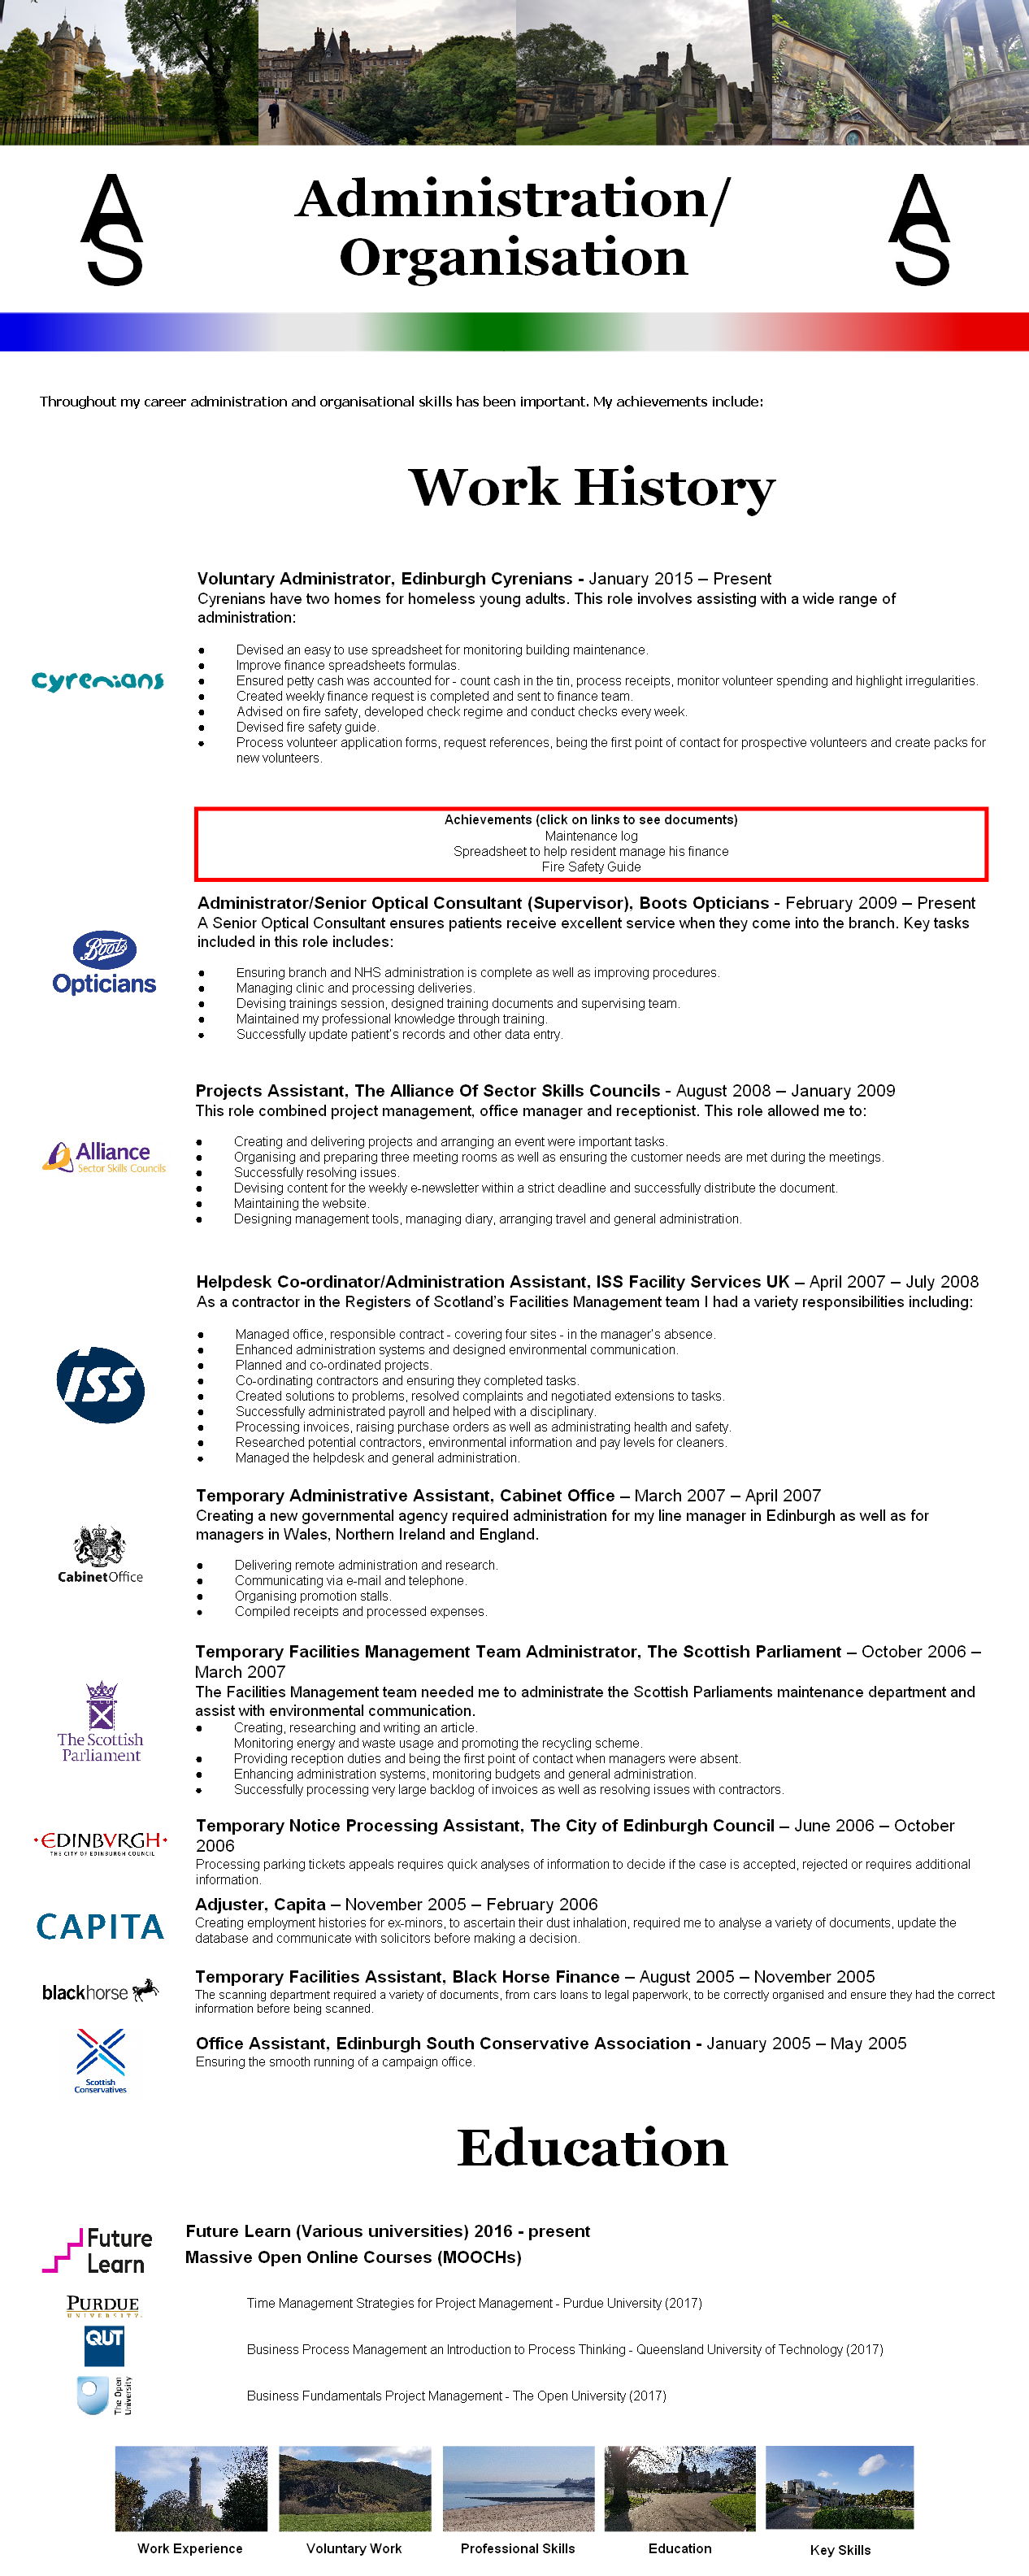 AS
Administration/
Organisation
AS
Throughout my career administration and organisational skills has been important. My achievements include:
Work History
Voluntary Administrator, Edinburgh Cyrenians - January 2015 – Present
Cyrenians have two homes for homeless young adults. This role involves assisting with a wide range of
administration:
cyrenians
● Devised an easy to use spreadsheet for monitoring building maintenance.
● Improve finance spreadsheets formulas.
● Ensured petty cash was accounted for - count cash in the tin, process receipts, monitor volunteer spending and highlight irregularities.
● Created weekly finance request is completed and sent to finance team.
● Advised on fire safety, developed check regime and conduct checks every week.
● Devised fire safety guide.
● Process volunteer application forms, request references, being the first point of contact for prospective volunteers and create packs for
new volunteers.
Achievements (click on links to see documents)
Maintenance log
Spreadsheet to help resident manage his finance
Fire Safety Guide
Administrator/Senior Optical Consultant (Supervisor), Boots Opticians - February 2009 – Present
A Senior Optical Consultant ensures patients receive excellent service when they come into the branch. Key tasks
included in this role includes:
Boots
Opticians
● Ensuring branch and NHS administration is complete as well as improving procedures.
● Managing clinic and processing deliveries.
● Devising trainings session, designed training documents and supervising team.
● Maintained my professional knowledge through training.
● Successfully update patient's records and other data entry.
Projects Assistant, The Alliance Of Sector Skills Councils - August 2008 – January 2009
This role combined project management, office manager and receptionist. This role allowed me to:
Alliance
Sector Skills Councils
● Creating and delivering projects and arranging an event were important tasks.
● Organising and preparing three meeting rooms as well as ensuring the customer needs are met during the meetings.
● Successfully resolving issues.
● Devising content for the weekly e-newsletter within a strict deadline and successfully distribute the document.
● Maintaining the website.
● Designing management tools, managing diary, arranging travel and general administration.
Helpdesk Co-ordinator/Administration Assistant, ISS Facility Services UK – April 2007 – July 2008
As a contractor in the Registers of Scotland's Facilities Management team I had a variety responsibilities including:
ISS
● Managed office, responsible contract - covering four sites - in the manager's absence.
● Enhanced administration systems and designed environmental communication.
● Planned and co-ordinated projects.
● Co-ordinating contractors and ensuring they completed tasks.
● Created solutions to problems, resolved complaints and negotiated extensions to tasks.
● Successfully administrated payroll and helped with a disciplinary.
● Processing invoices, raising purchase orders as well as administrating health and safety.
● Researched potential contractors, environmental information and pay levels for cleaners.
● Managed the helpdesk and general administration.
Temporary Administrative Assistant, Cabinet Office – March 2007 – April 2007
Creating a new governmental agency required administration for my line manager in Edinburgh as well as for
managers in Wales, Northern Ireland and England.
CabinetOffice
● Delivering remote administration and research.
● Communicating via e-mail and telephone.
● Organising promotion stalls.
● Compiled receipts and processed expenses.
Temporary Facilities Management Team Administrator, The Scottish Parliament – October 2006 –
March 2007
The Facilities Management team needed me to administrate the Scottish Parliaments maintenance department and
assist with environmental communication.
The Scottish
Parliament
● Creating, researching and writing an article.
Monitoring energy and waste usage and promoting the recycling scheme.
● Providing reception duties and being the first point of contact when managers were absent.
● Enhancing administration systems, monitoring budgets and general administration.
● Successfully processing very large backlog of invoices as well as resolving issues with contractors.
·EDINBVRGH·
THE CITY OF EDINBURGH COUNCIL
Temporary Notice Processing Assistant, The City of Edinburgh Council – June 2006 – October
2006
Processing parking tickets appeals requires quick analyses of information to decide if the case is accepted, rejected or requires additional
information.
CAPITA
Adjuster, Capita – November 2005 – February 2006
Creating employment histories for ex-minors, to ascertain their dust inhalation, required me to analyse a variety of documents, update the
database and communicate with solicitors before making a decision.
blackhorse
Temporary Facilities Assistant, Black Horse Finance – August 2005 – November 2005
The scanning department required a variety of documents, from cars loans to legal paperwork, to be correctly organised and ensure they had the correct
information before being scanned.
Scottish
Conservatives
Office Assistant, Edinburgh South Conservative Association - January 2005 – May 2005
Ensuring the smooth running of a campaign office.
Education
Future
Learn
Future Learn (Various universities) 2016 - present
Massive Open Online Courses (MOOCHs)
PURDUE
UNIVERSITY
Time Management Strategies for Project Management - Purdue University (2017)
QUT
Business Process Management an Introduction to Process Thinking - Queensland University of Technology (2017)
The Open
University
Business Fundamentals Project Management - The Open University (2017)
Work Experience
Voluntary Work
Professional Skills
Education
Key Skills